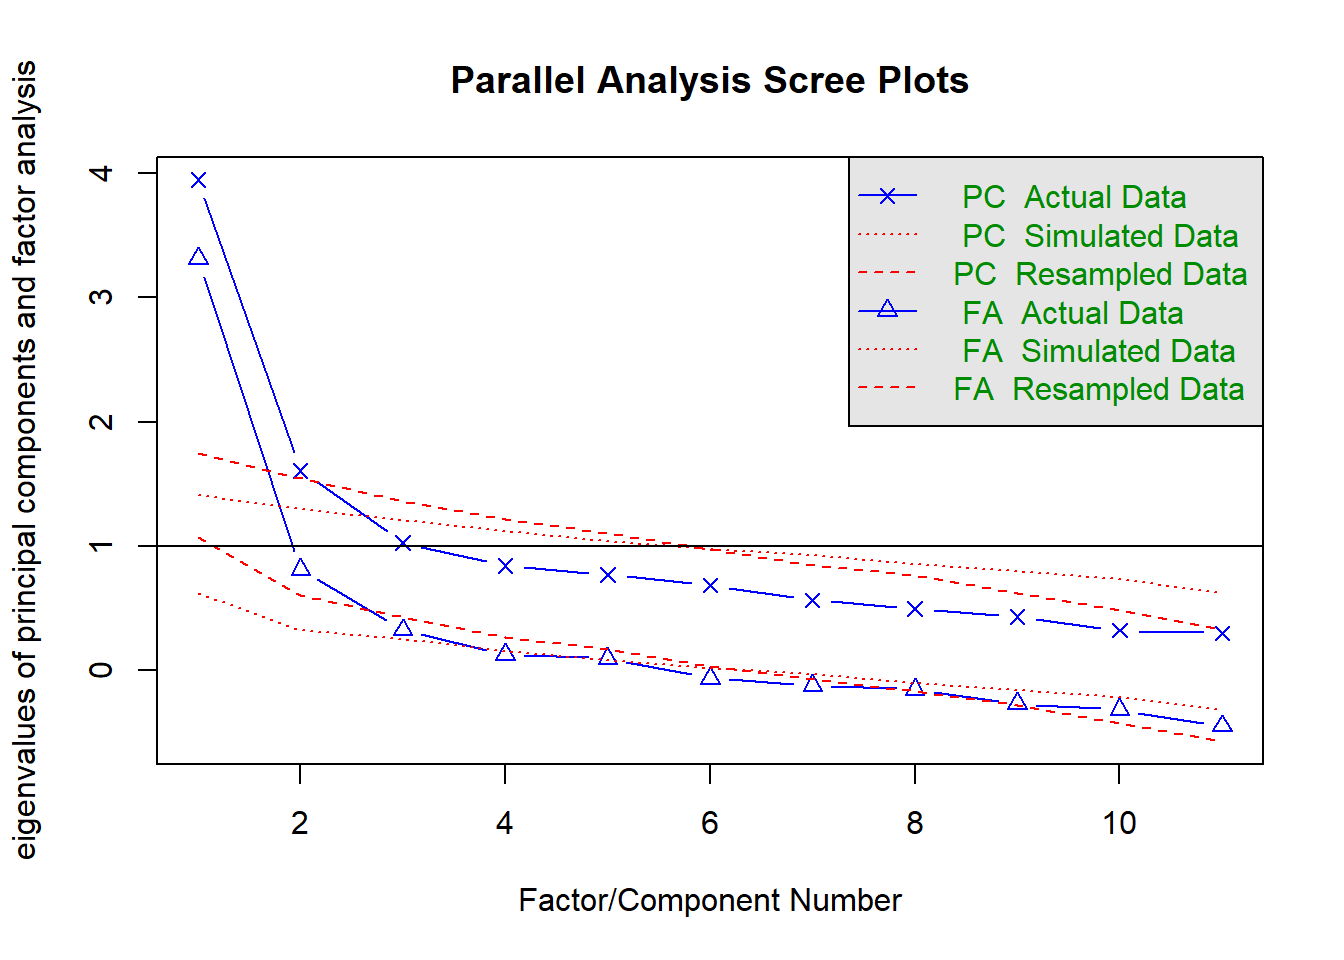 Parallel Analysis Scree Plots
eigenvalues of principal components and factor analysis
4
3
2
1
0
PC Actual Data
PC Simulated Data
PC Resampled Data
FA Actual Data
FA Simulated Data
FA Resampled Data
2 4 6 8 10
Factor/Component Number